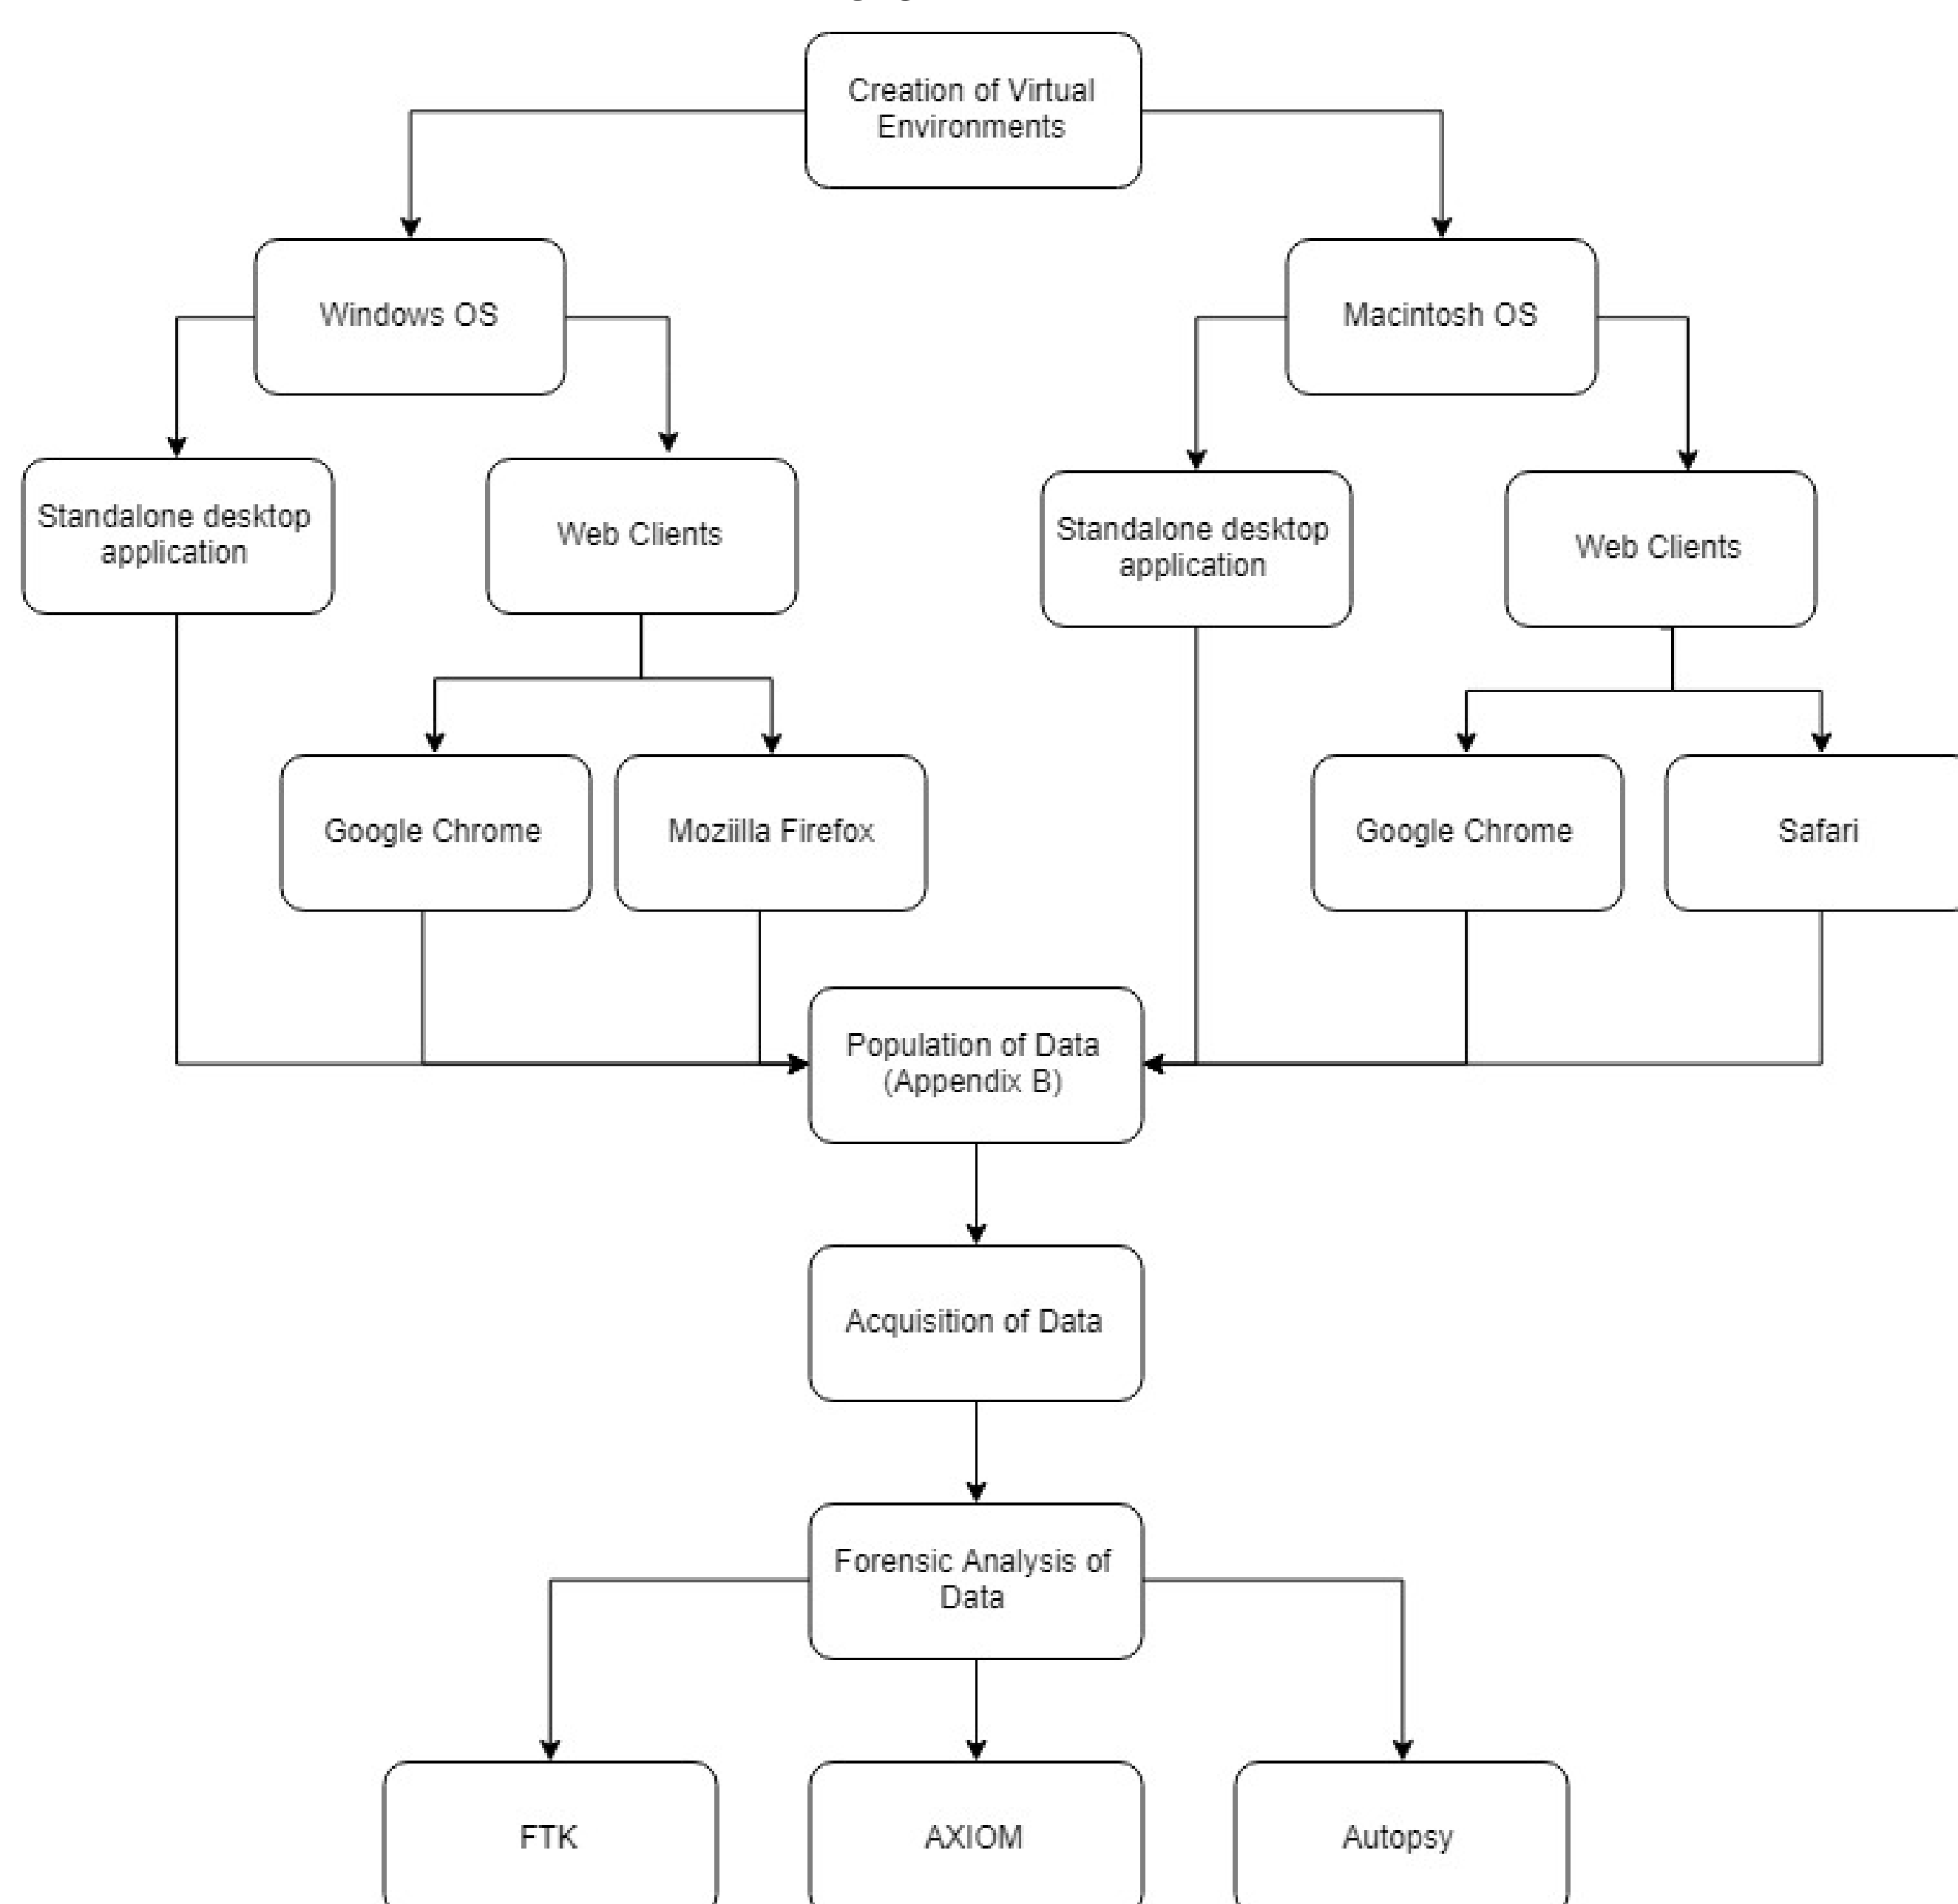 Creation of Virtual
Environments
Windows OS
Macintosh OS
Standalone desktop
application
Web Clients
Standalone desktop
application
Web Clients
Google Chrome
Moziilla Firefox
Google Chrome
Safari
Population of Data
(Appendix B)
Acquisition of Data
Forensic Analysis of
Data
FTK
AXIOM
Autopsy